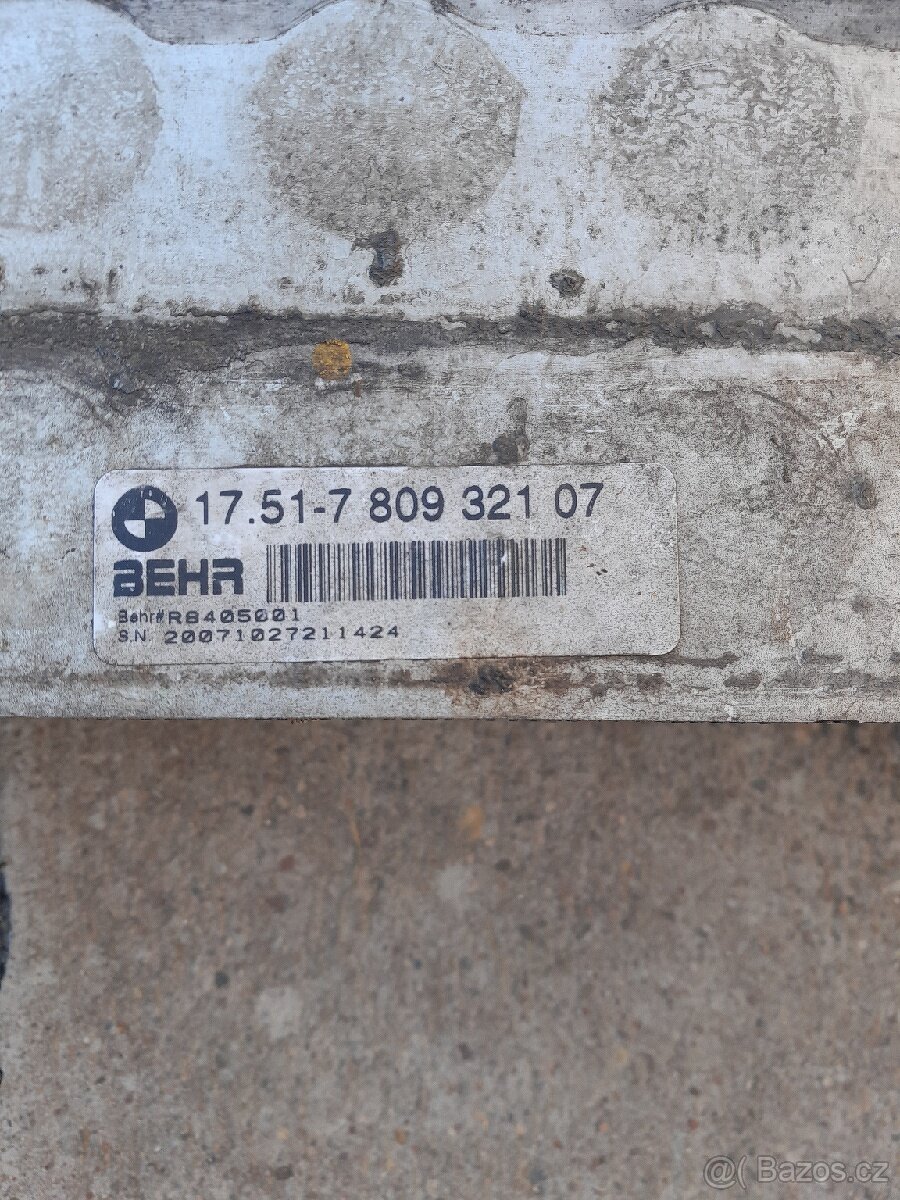 17.51-7 809 321 07
BEHR
Behr# R8405001
S.N. 20071027211424
@( Bazos.cz